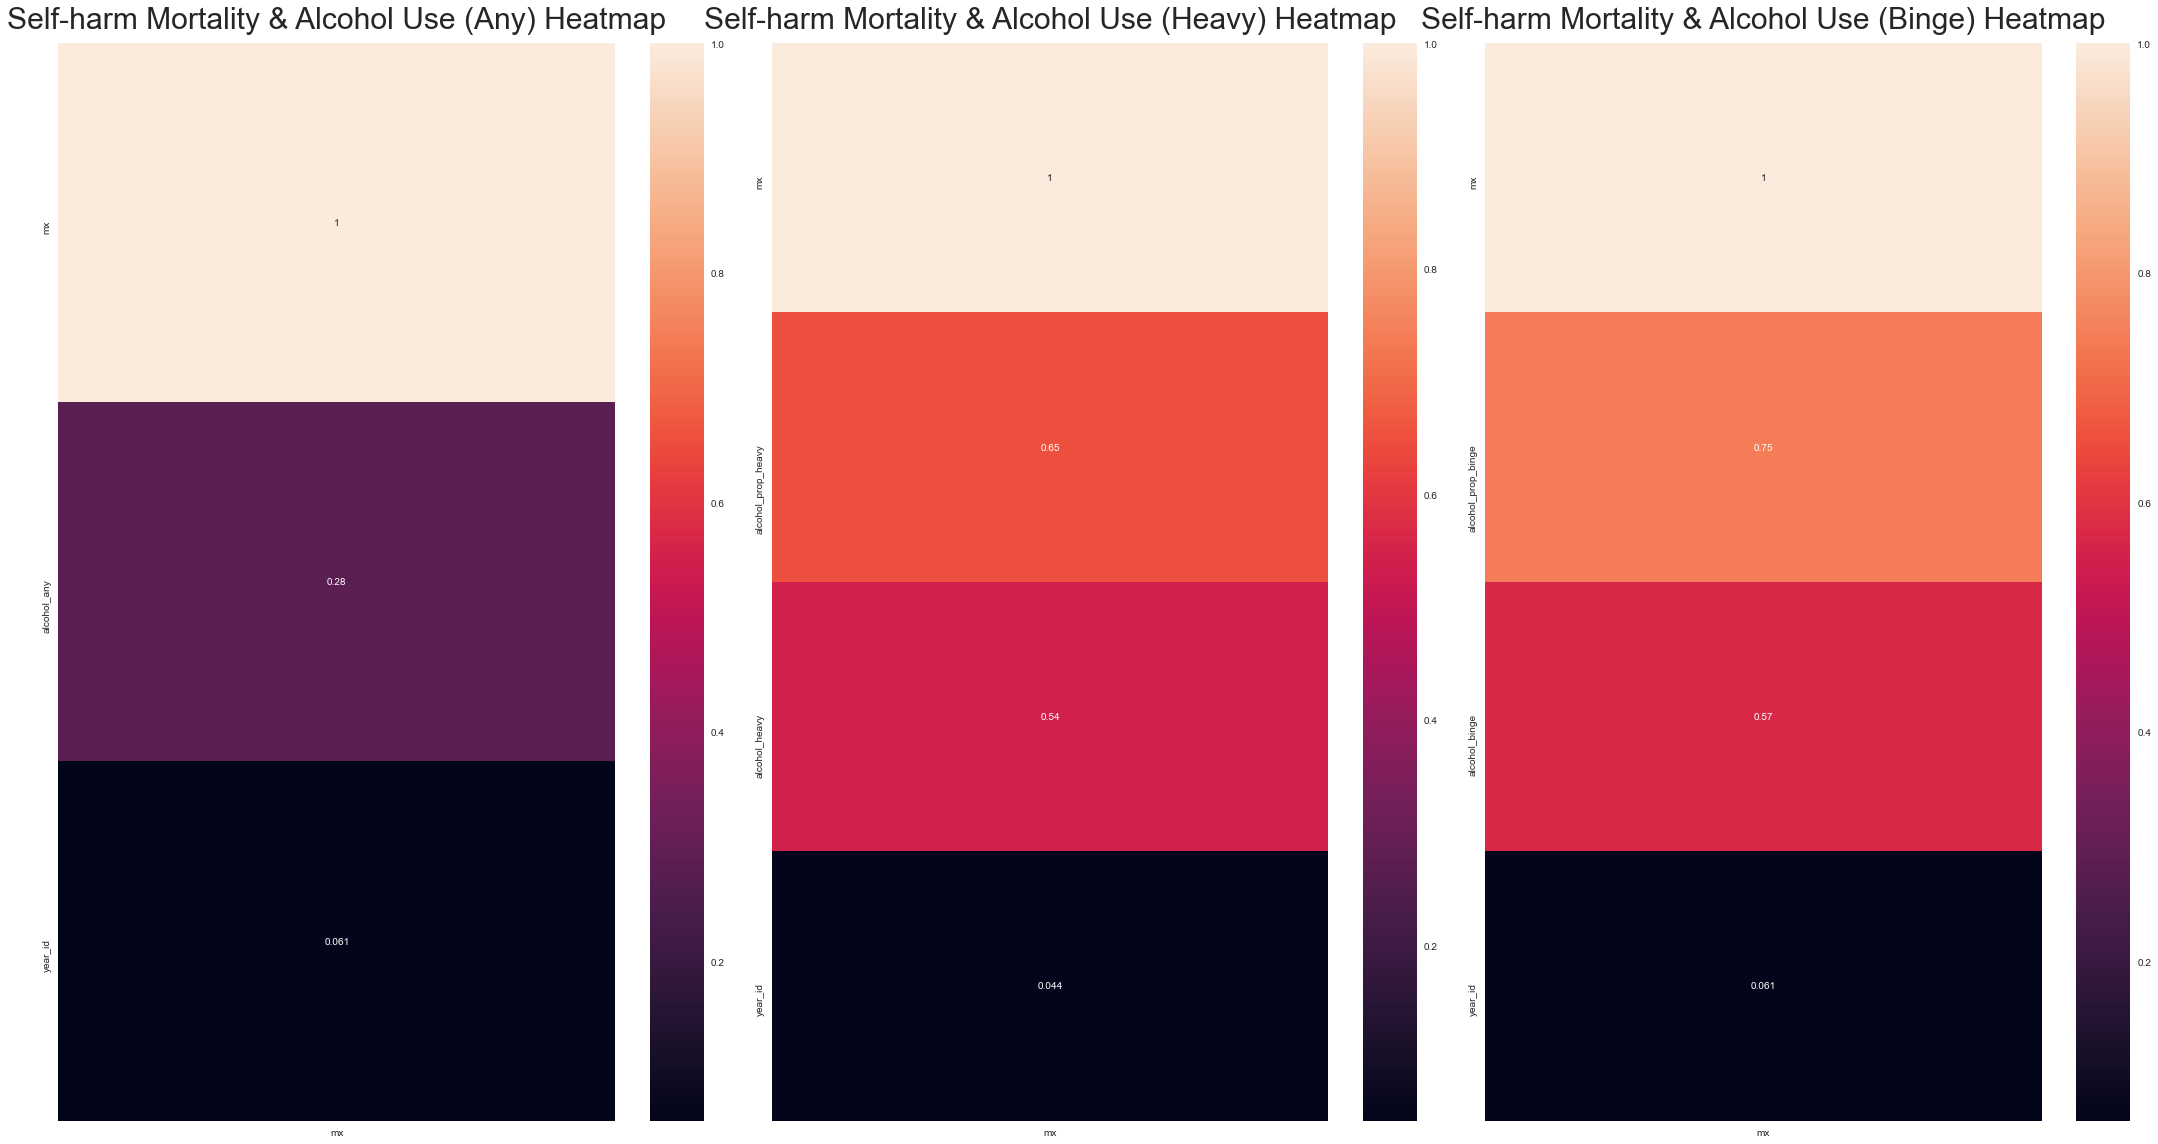 Self-harm Mortality & Alcohol Use (Any) Heatmap
mx
alcohol_any
year_id
1
0.28
0.061
mx
1.0
0.8
0.6
0.4
0.2
Self-harm Mortality & Alcohol Use (Heavy) Heatmap
mx
alcohol_prop_heavy
alcohol_heavy
year_id
1
0.65
0.54
0.044
mx
1.0
0.8
0.6
0.4
0.2
Self-harm Mortality & Alcohol Use (Binge) Heatmap
mx
alcohol_prop_binge
alcohol_binge
year_id
1
0.75
0.57
0.061
mx
1.0
0.8
0.6
0.4
0.2